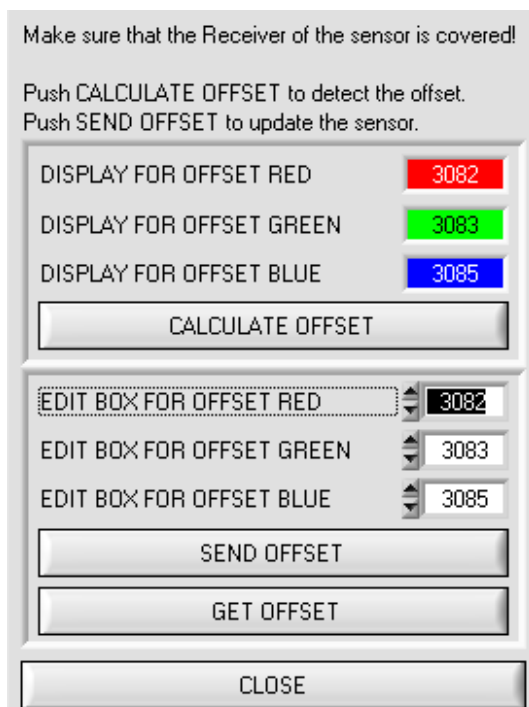 Make sure that the Receiver of the sensor is covered!
Push CALCULATE OFFSET to detect the offset.
Push SEND OFFSET to update the sensor.
DISPLAY FOR OFFSET RED 3082
DISPLAY FOR OFFSET GREEN 3083
DISPLAY FOR OFFSET BLUE 3085
CALCULATE OFFSET
EDIT BOX FOR OFFSET RED 3082
EDIT BOX FOR OFFSET GREEN 3083
EDIT BOX FOR OFFSET BLUE 3085
SEND OFFSET
GET OFFSET
CLOSE